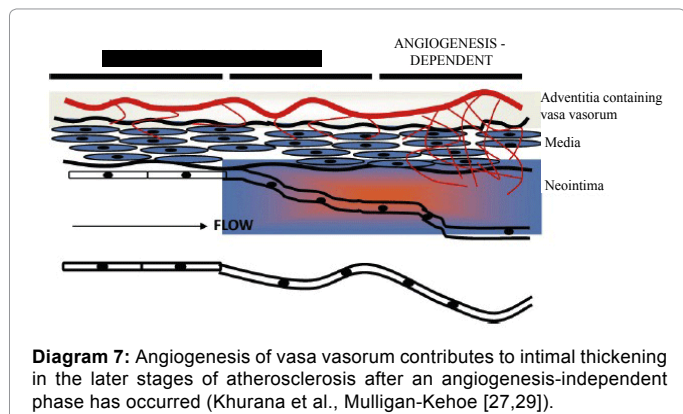 ANGIOGENESIS -
DEPENDENT
Adventitia containing
vasa vasorum
Media
Neointima
FLOW
Diagram 7: Angiogenesis of vasa vasorum contributes to intimal thickening
in the later stages of atherosclerosis after an angiogenesis-independent
phase has occurred (Khurana et al., Mulligan-Kehoe [27,29]).